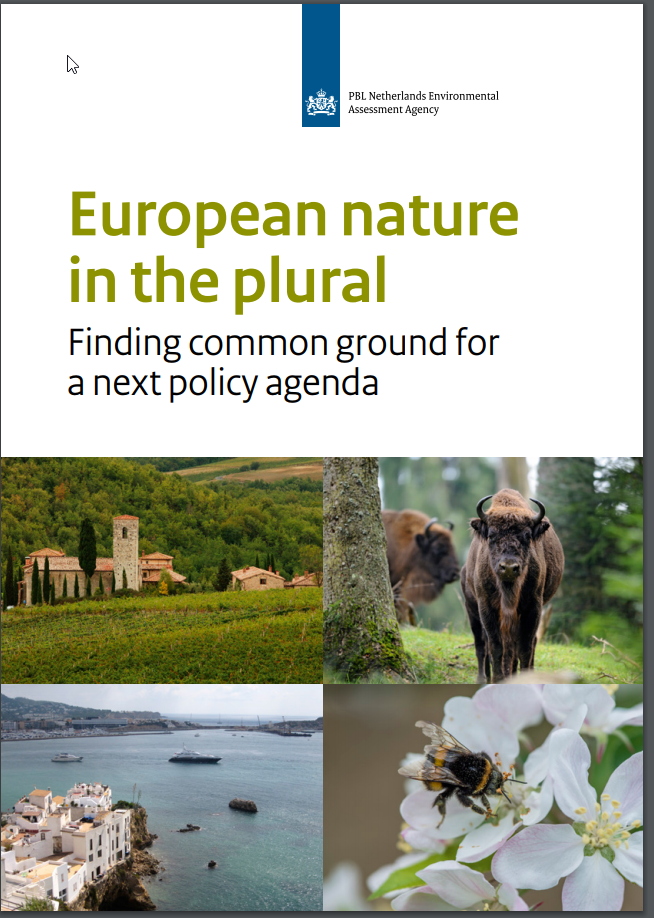 PBL Netherlands Environmental
Assessment Agency
European nature
in the plural
Finding common ground for
a next policy agenda